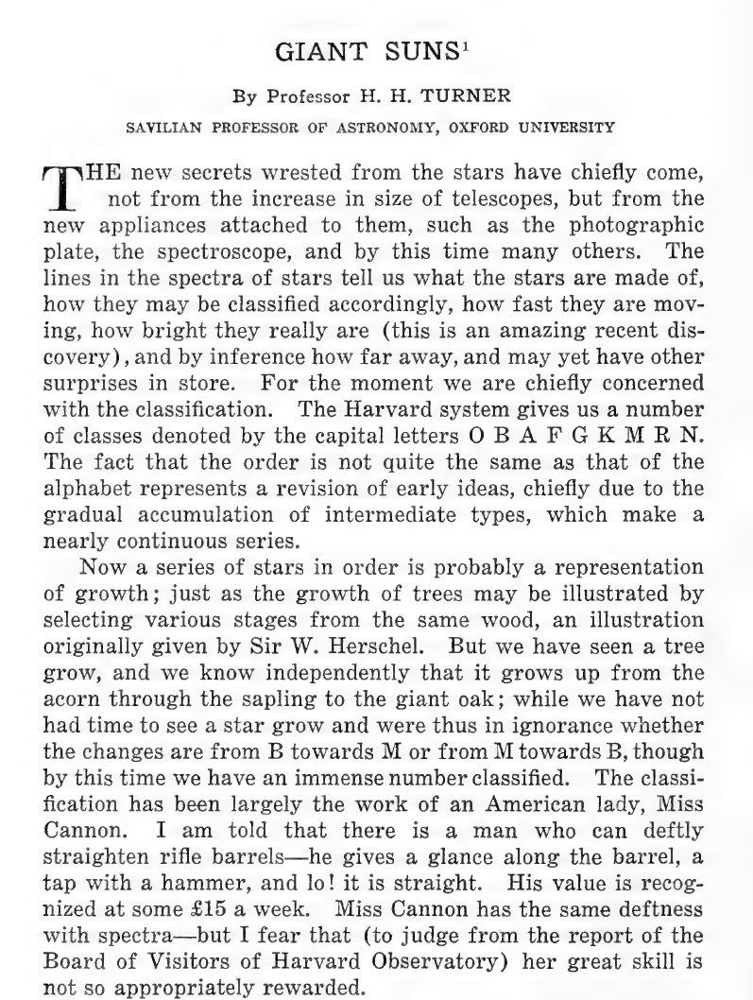 GIANT SUNS¹
By Professor H. H. TURNER
SAVILIAN PROFESSOR OF ASTRONOMY, OXFORD UNIVERSITY
THE new secrets wrested from the stars have chiefly come,
not from the increase in size of telescopes, but from the
new appliances attached to them, such as the photographic
plate, the spectroscope, and by this time many others. The
lines in the spectra of stars tell us what the stars are made of,
how they may be classified accordingly, how fast they are mov-
ing, how bright they really are (this is an amazing recent dis-
covery), and by inference how far away, and may yet have other
surprises in store. For the moment we are chiefly concerned
with the classification. The Harvard system gives us a number
of classes denoted by the capital letters O B A F G K M R N.
The fact that the order is not quite the same as that of the
alphabet represents a revision of early ideas, chiefly due to the
gradual accumulation of intermediate types, which make a
nearly continuous series.
Now a series of stars in order is probably a representation
of growth; just as the growth of trees may be illustrated by
selecting various stages from the same wood, an illustration
originally given by Sir W. Herschel. But we have seen a tree
grow, and we know independently that it grows up from the
acorn through the sapling to the giant oak; while we have not
had time to see a star grow and were thus in ignorance whether
the changes are from B towards M or from M towards B, though
by this time we have an immense number classified. The classi-
fication has been largely the work of an American lady, Miss
Cannon. I am told that there is a man who can deftly
straighten rifle barrels—he gives a glance along the barrel, a
tap with a hammer, and lo! it is straight. His value is recog-
nized at some £15 a week. Miss Cannon has the same deftness
with spectra—but I fear that (to judge from the report of the
Board of Visitors of Harvard Observatory) her great skill is
not so appropriately rewarded.